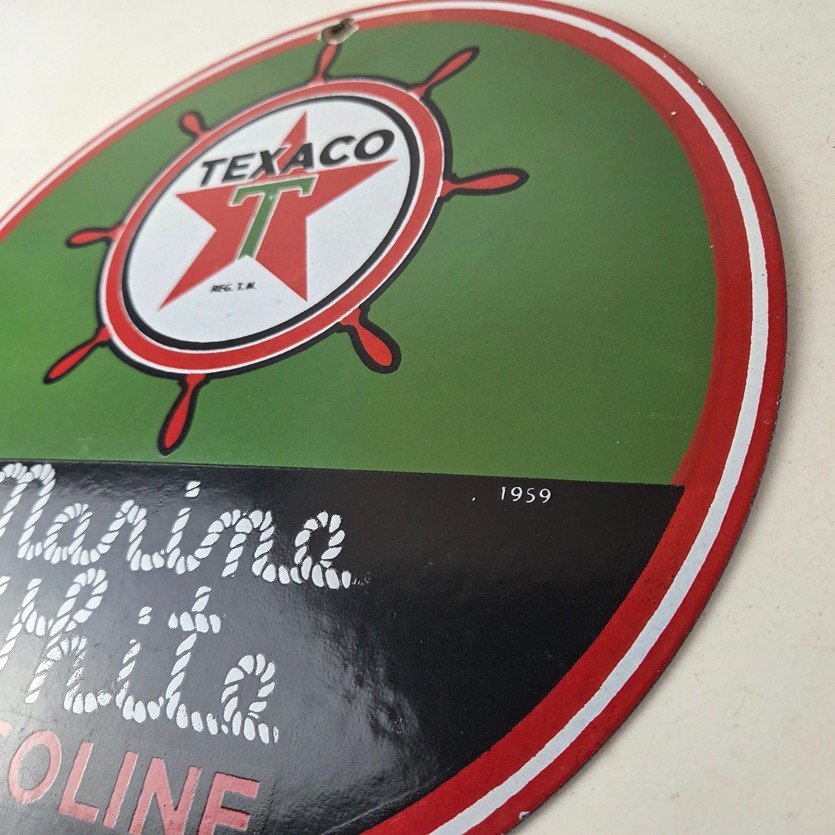 TEXACO
T
REG. T.M.
1959
Marine
White
OLINE